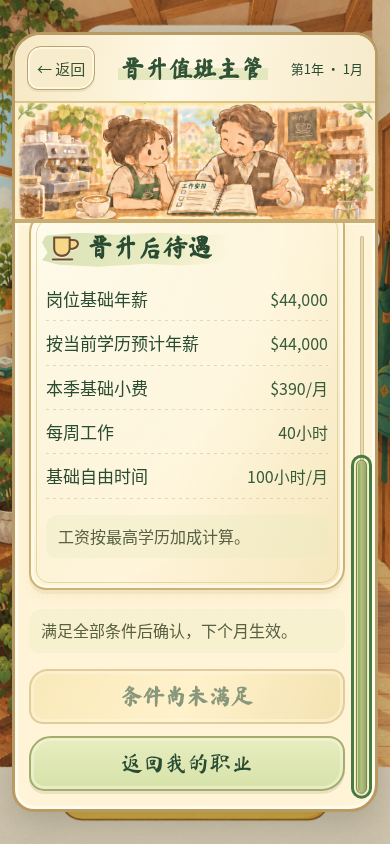 ← 返回
晋升值班主管
第1年 · 1月
工作安排
晋升后待遇
岗位基础年薪 $44,000
按当前学历预计年薪 $44,000
本季基础小费 $390/月
每周工作 40小时
基础自由时间 100小时/月
工资按最高学历加成计算。
满足全部条件后确认，下个月生效。
条件尚未满足
返回我的职业